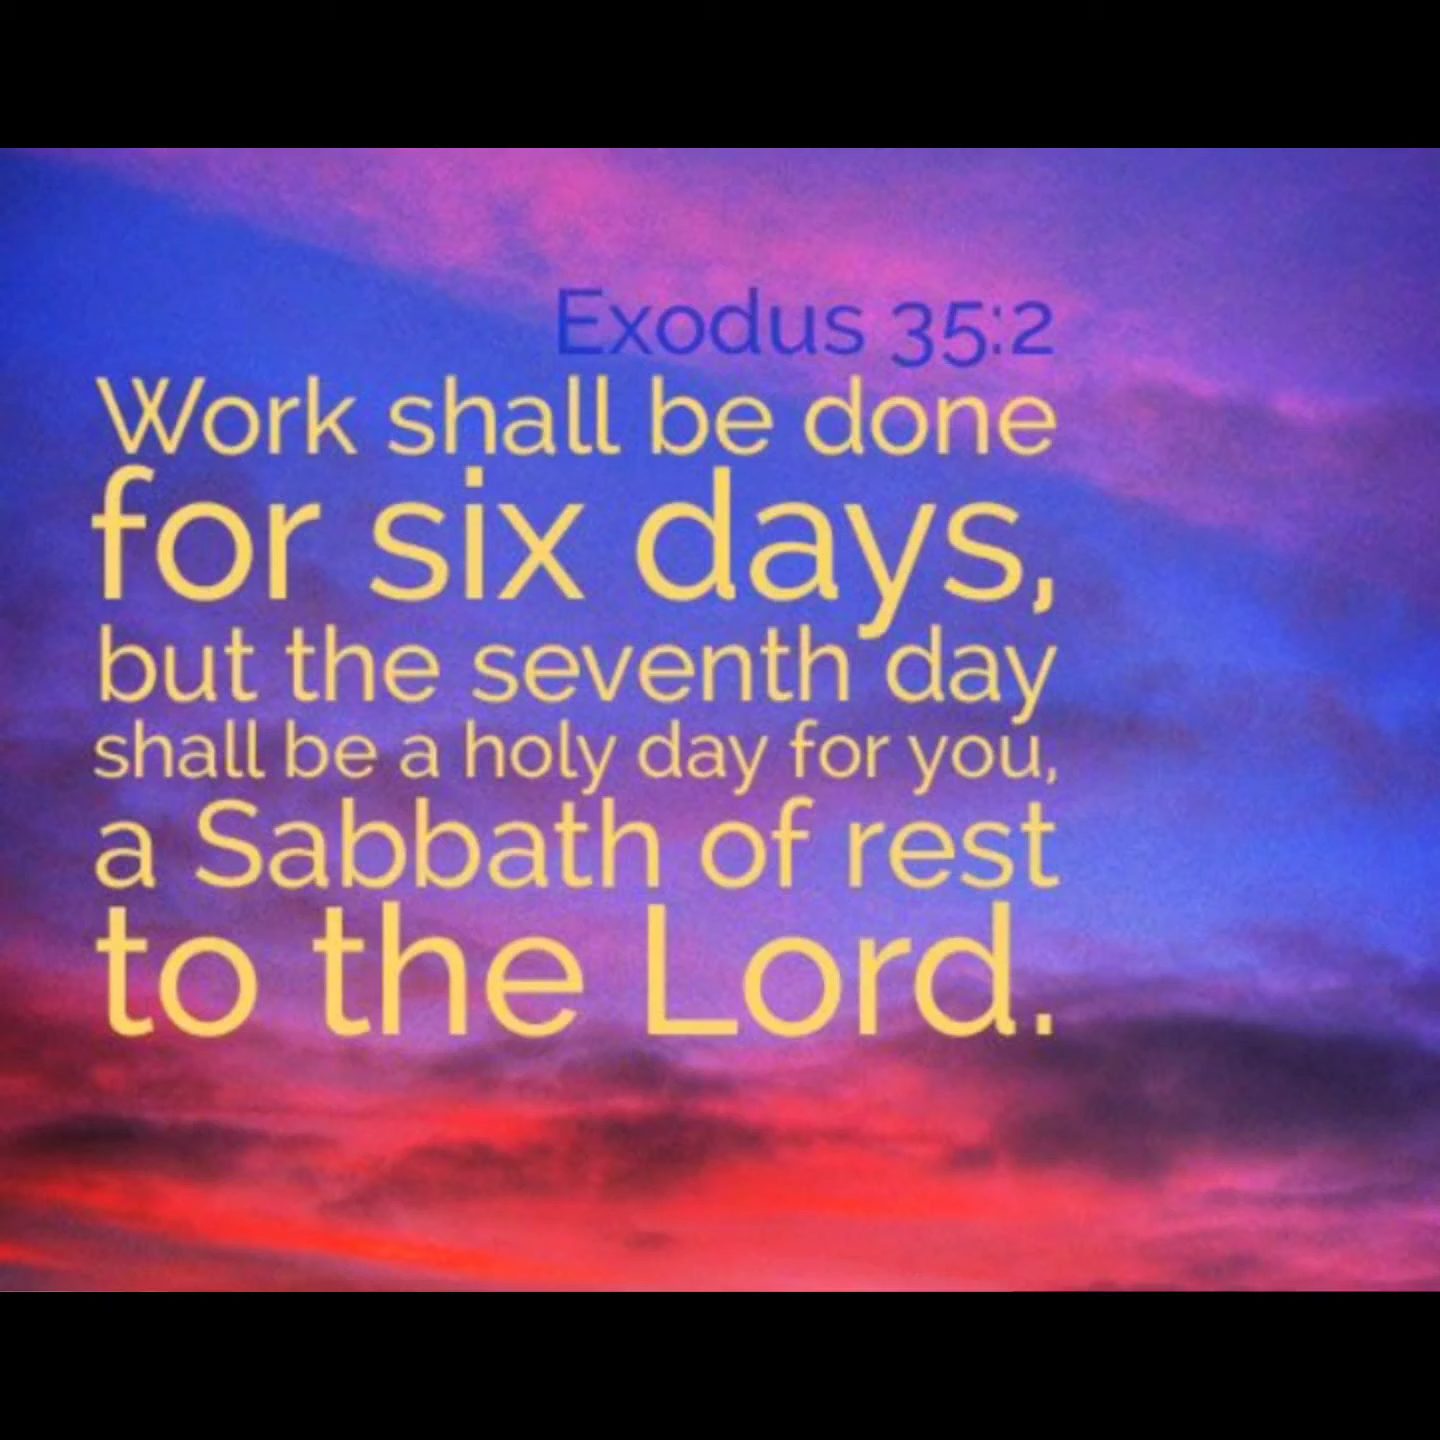 Exodus 35:2
Work shall be done
for six days,
but the seventh day
shall be a holy day for you,
a Sabbath of rest
to the Lord.